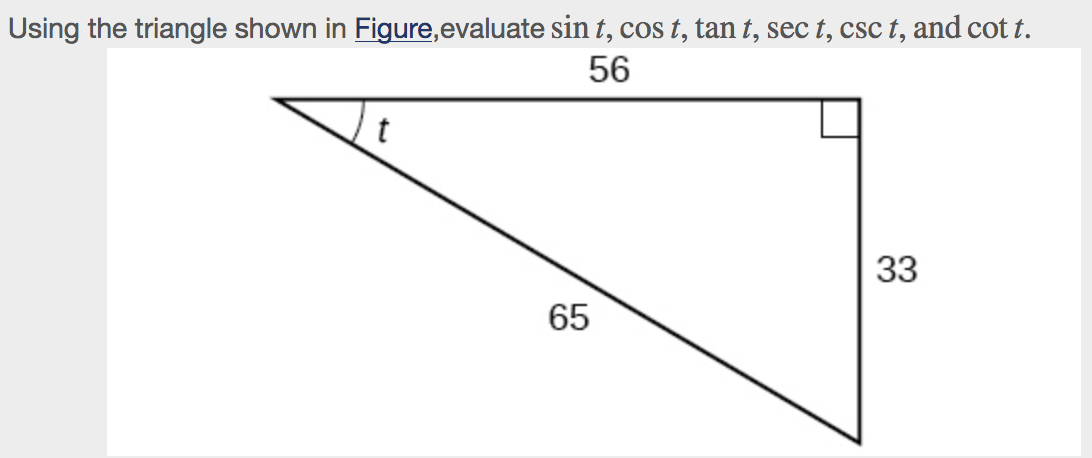 Using the triangle shown in Figure,evaluate sin t, cos t, tan t, sec t, csc t, and cot t.
56
t
33
65